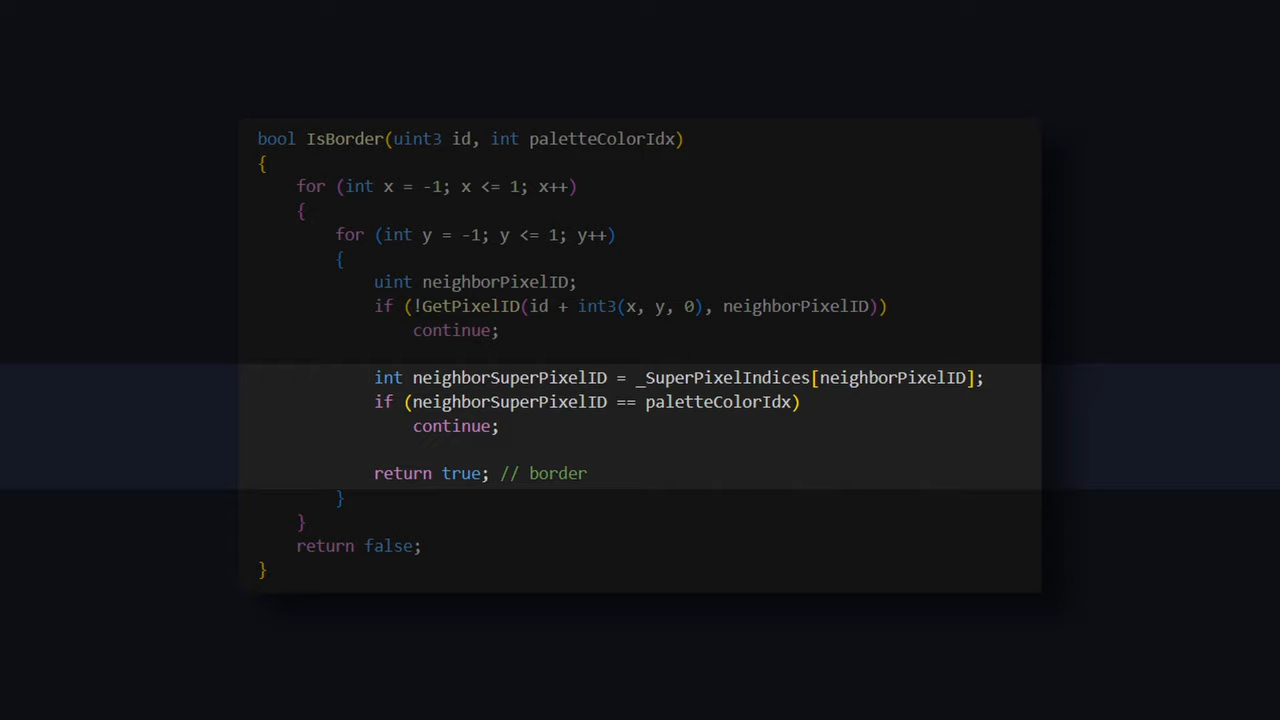 bool IsBorder(uint3 id, int paletteColorIdx)
{
for (int x = -1; x <= 1; x++)
{
for (int y = -1; y <= 1; y++)
{
uint neighborPixelID;
if (!GetPixelID(id + int3(x, y, 0), neighborPixelID))
continue;
int neighborSuperPixelID = _SuperPixelIndices[neighborPixelID];
if (neighborSuperPixelID == paletteColorIdx)
continue;
return true; // border
}
}
return false;
}